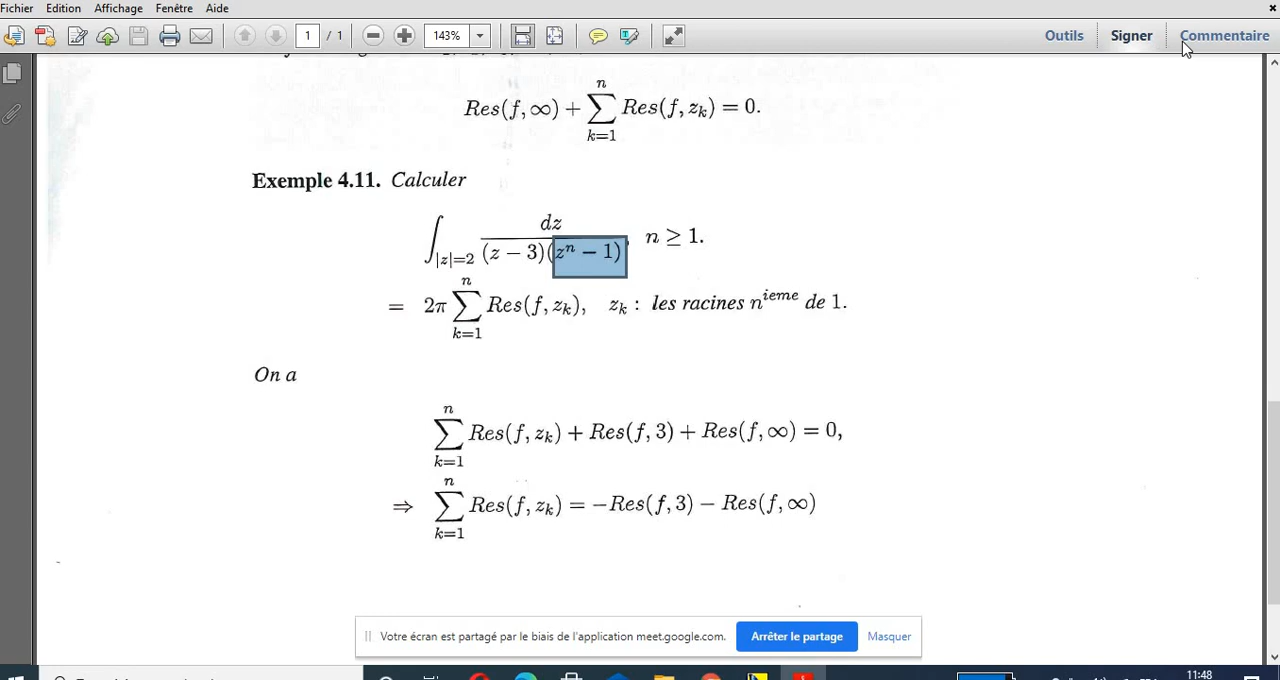 Fichier Edition Affichage Fenêtre Aide
1 / 1 143% Outils Signer Commentaire
Res(f, ∞) + ∑_{k=1}^{n} Res(f, z_k) = 0.
Exemple 4.11. Calculer
∫_{|z|=2} dz / (z − 3)(z^n − 1), n ≥ 1.
= 2π ∑_{k=1}^{n} Res(f, z_k), z_k : les racines n^{ieme} de 1.
On a
∑_{k=1}^{n} Res(f, z_k) + Res(f, 3) + Res(f, ∞) = 0,
⇒ ∑_{k=1}^{n} Res(f, z_k) = −Res(f, 3) − Res(f, ∞)
Votre écran est partagé par le biais de l'application meet.google.com. Arrêter le partage Masquer
11:48